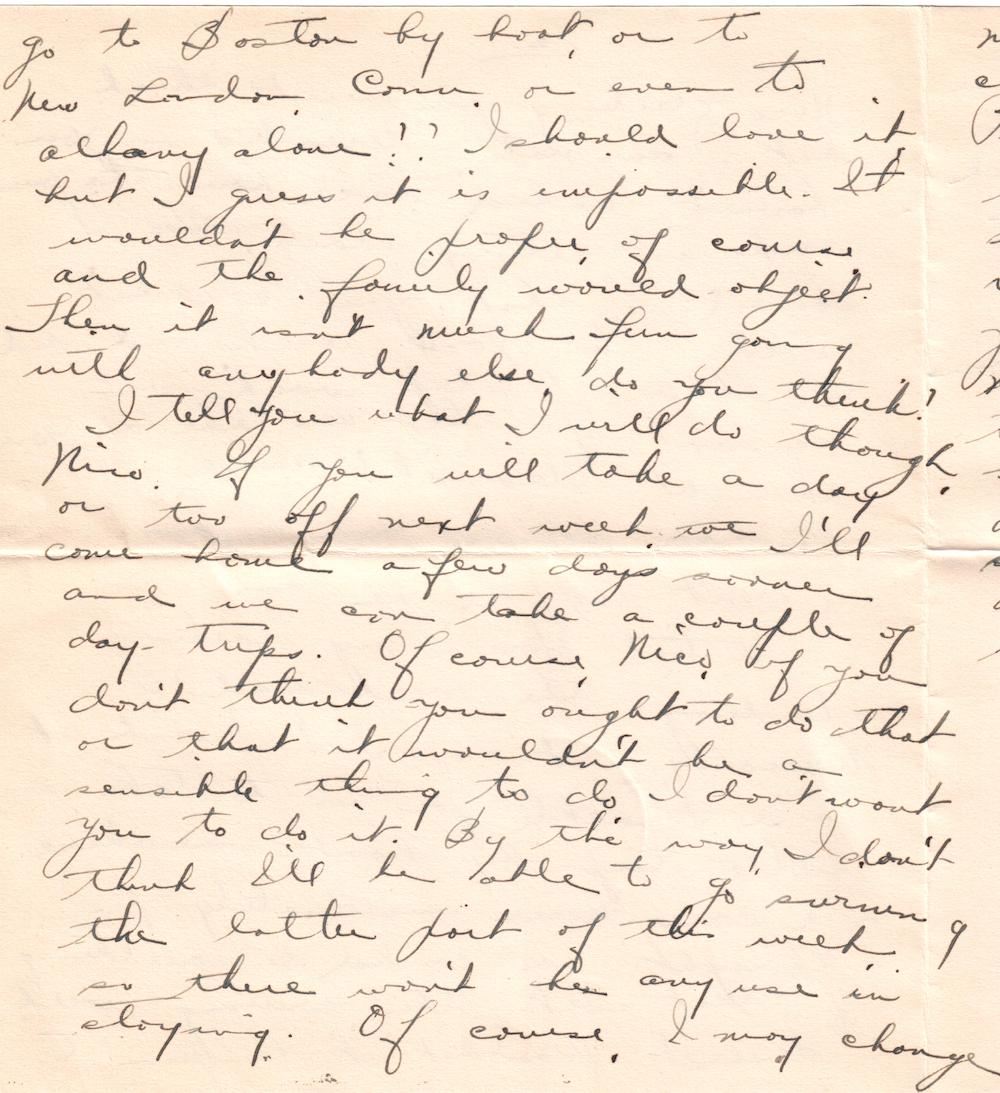 go to Boston by boat, or to
New London, Conn. or even to
albany alone!! I should love it,
but I guess it is impossible. It
wouldn't be proper, of course,
and the family would object.
Then it isn't much fun going
with anybody else, do you think?
I tell you what I will do though,
Nico. If you will take a day
or two off next week, we I'll
come home a few days sooner
and we can take a couple of
day-trips. Of course, Nico, if you
don't think you ought to do that
or that it wouldn't be a
sensible thing to do I don't want
you to do it. By the way, I don't
think I'll be able to go swimming
the latter part of this week
so there won't be any use in
staying. Of course, I may change